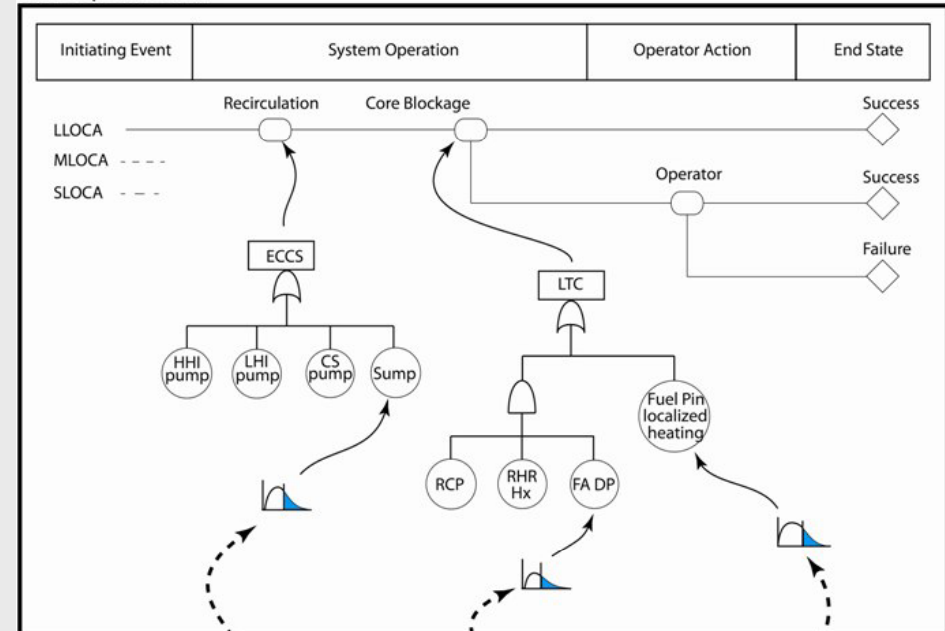 Initiating Event
System Operation
Operator Action
End State
Recirculation
Core Blockage
Success
LLOCA
MLOCA
SLOCA
Operator
Success
Failure
ECCS
LTC
HHI
pump
LHI
pump
CS
pump
Sump
Fuel Pin
localized
heating
RCP
RHR
Hx
FA DP